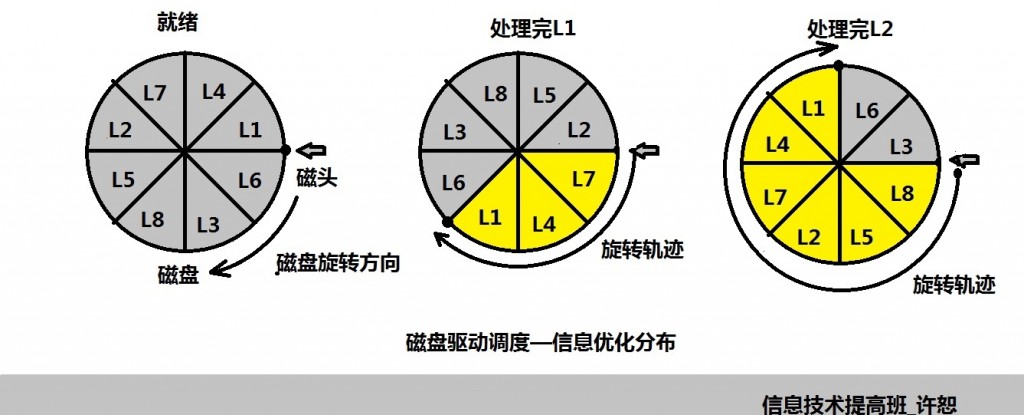 就绪
处理完L1
处理完L2
L7
L4
L2
L1
L5
L6
L8
L3
磁头
磁盘
磁盘旋转方向
L8
L5
L3
L2
L6
L7
L1
L4
旋转轨迹
L1
L6
L4
L3
L7
L8
L2
L5
旋转轨迹
磁盘驱动调度—信息优化分布
信息技术提高班_许恕